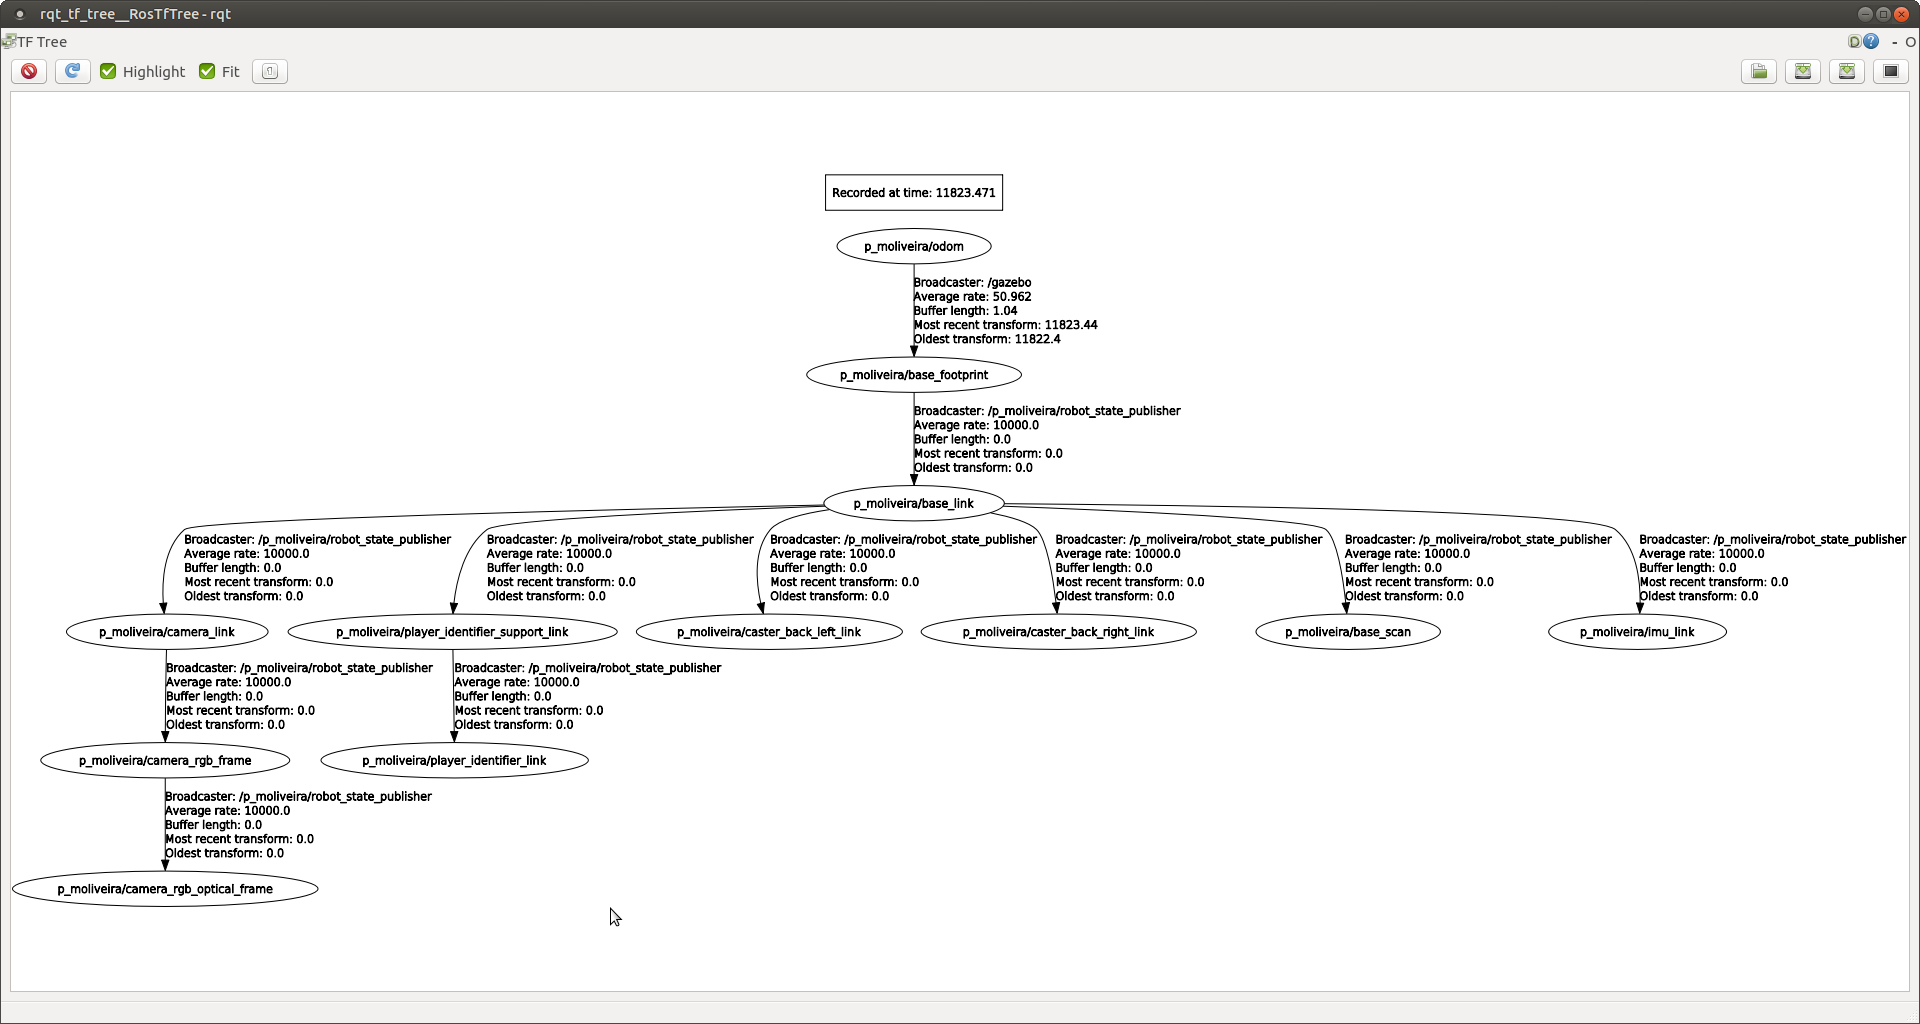 rqt_tf_tree__RosTfTree - rqt
TF Tree
D ? - O
Highlight Fit
Recorded at time: 11823.471
p_moliveira/odom
Broadcaster: /gazebo
Average rate: 50.962
Buffer length: 1.04
Most recent transform: 11823.44
Oldest transform: 11822.4
p_moliveira/base_footprint
Broadcaster: /p_moliveira/robot_state_publisher
Average rate: 10000.0
Buffer length: 0.0
Most recent transform: 0.0
Oldest transform: 0.0
p_moliveira/base_link
Broadcaster: /p_moliveira/robot_state_publisher
Average rate: 10000.0
Buffer length: 0.0
Most recent transform: 0.0
Oldest transform: 0.0
Broadcaster: /p_moliveira/robot_state_publisher
Average rate: 10000.0
Buffer length: 0.0
Most recent transform: 0.0
Oldest transform: 0.0
Broadcaster: /p_moliveira/robot_state_publisher
Average rate: 10000.0
Buffer length: 0.0
Most recent transform: 0.0
Oldest transform: 0.0
Broadcaster: /p_moliveira/robot_state_publisher
Average rate: 10000.0
Buffer length: 0.0
Most recent transform: 0.0
Oldest transform: 0.0
Broadcaster: /p_moliveira/robot_state_publisher
Average rate: 10000.0
Buffer length: 0.0
Most recent transform: 0.0
Oldest transform: 0.0
Broadcaster: /p_moliveira/robot_state_publisher
Average rate: 10000.0
Buffer length: 0.0
Most recent transform: 0.0
Oldest transform: 0.0
p_moliveira/camera_link
p_moliveira/player_identifier_support_link
p_moliveira/caster_back_left_link
p_moliveira/caster_back_right_link
p_moliveira/base_scan
p_moliveira/imu_link
Broadcaster: /p_moliveira/robot_state_publisher
Average rate: 10000.0
Buffer length: 0.0
Most recent transform: 0.0
Oldest transform: 0.0
Broadcaster: /p_moliveira/robot_state_publisher
Average rate: 10000.0
Buffer length: 0.0
Most recent transform: 0.0
Oldest transform: 0.0
p_moliveira/camera_rgb_frame
p_moliveira/player_identifier_link
Broadcaster: /p_moliveira/robot_state_publisher
Average rate: 10000.0
Buffer length: 0.0
Most recent transform: 0.0
Oldest transform: 0.0
p_moliveira/camera_rgb_optical_frame